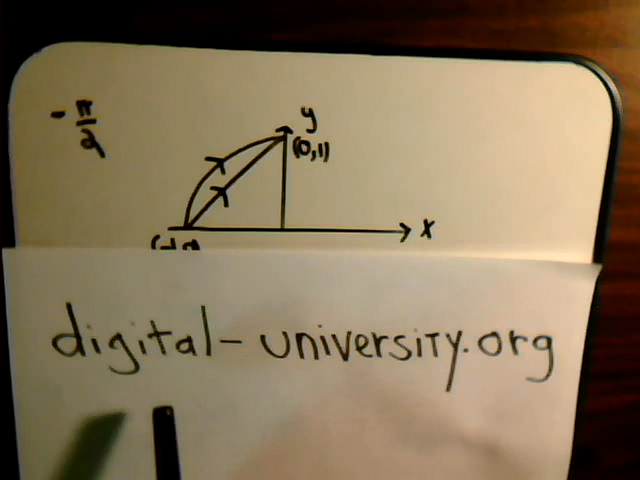 - π/2
y
(0,1)
x
digital-university.org